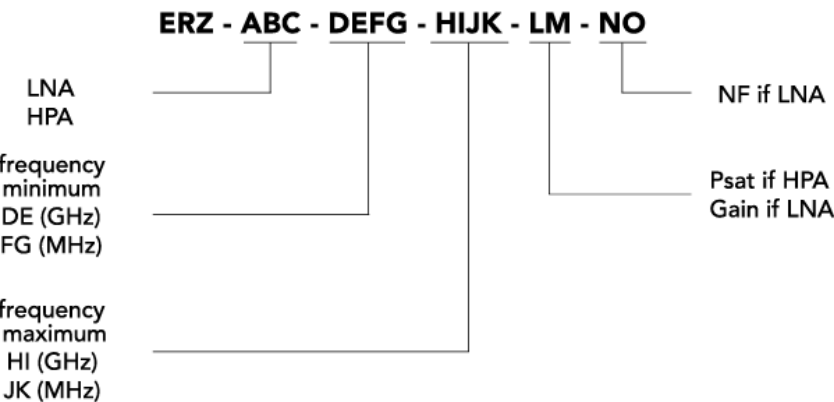 ERZ - ABC - DEFG - HIJK - LM - NO
LNA
HPA
frequency
minimum
DE (GHz)
FG (MHz)
frequency
maximum
HI (GHz)
JK (MHz)
NF if LNA
Psat if HPA
Gain if LNA